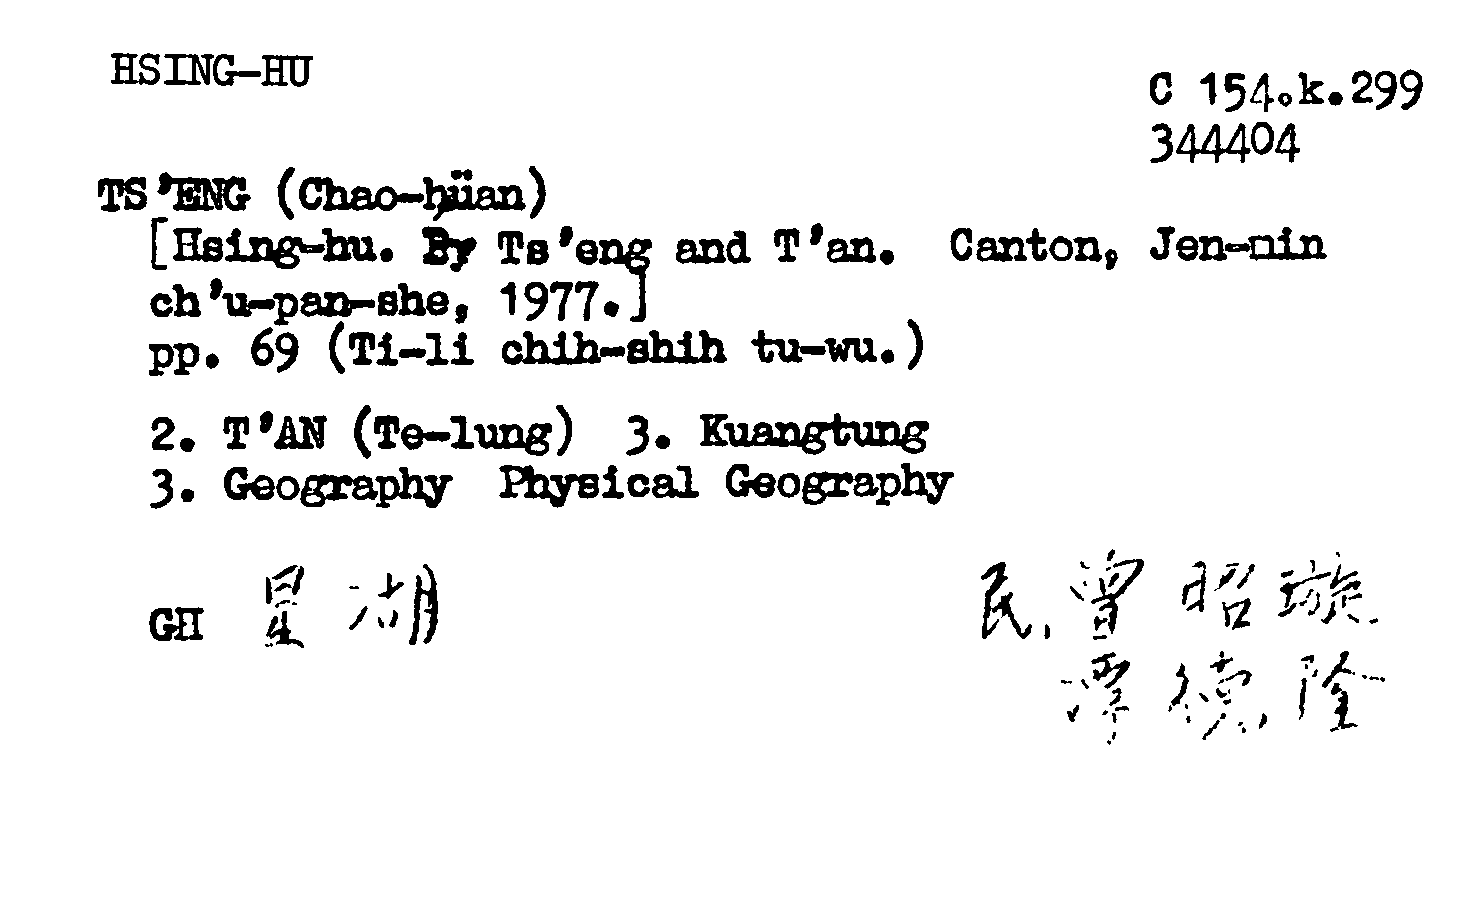 HSING-HU
C 154.k.299
344404
TS'ENG (Chao-hüan)
[Hsing-hu. By Ts'eng and T'an. Canton, Jen-min
ch'u-pan-she, 1977.]
pp. 69 (Ti-li chih-shih tu-wu.)
2. T'AN (Te-lung) 3. Kuangtung
3. Geography Physical Geography
GH 星湖 民. 曾昭璇.
潭德隆